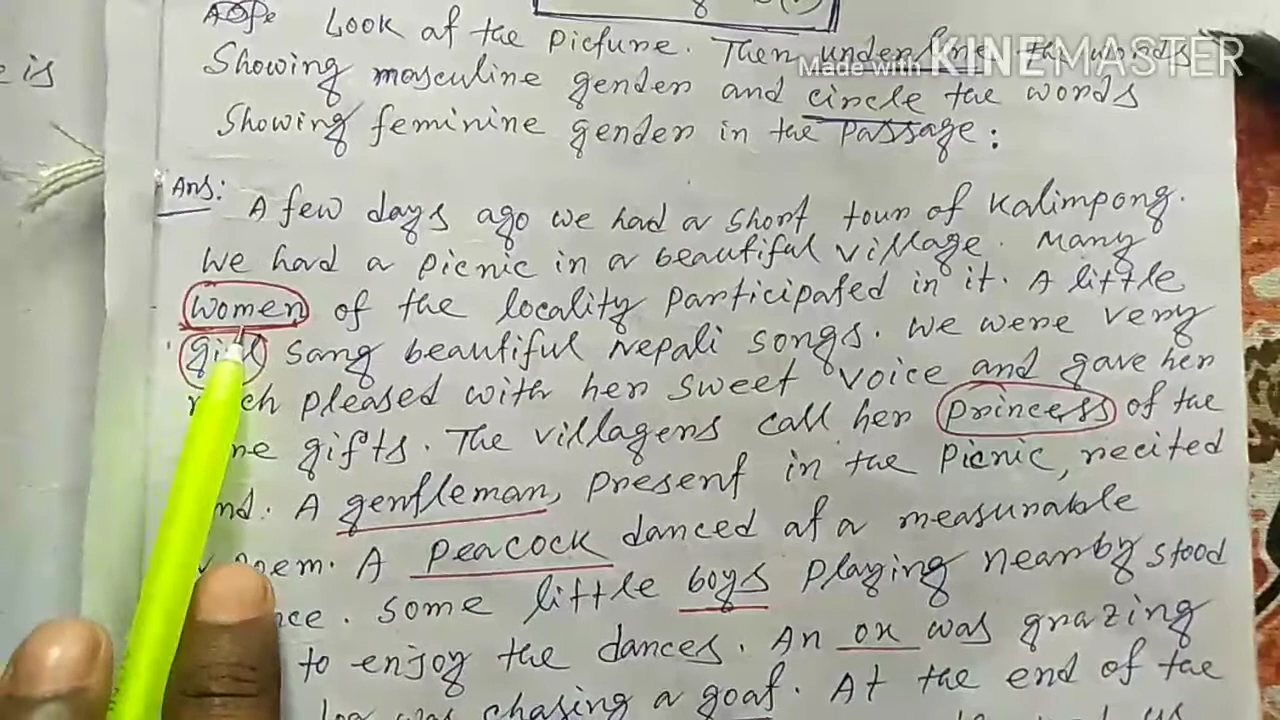 is
Look at the picture. Then underline the words
Made with KINEMASTER
Showing masculine gender and circle the words
Showing feminine gender in the passage:
Ans: A few days ago we had a short tour of Kalimpong.
We had a picnic in a beautiful village. Many
women of the locality participated in it. A little
girl sang beautiful Nepali songs. We were very
pleased with her sweet voice and gave her
gifts. The villagers call her princess of the
A gentleman, present in the picnic, recited
poem. A peacock danced at a measurable
some little boys playing nearby stood
to enjoy the dances. An ox was grazing
was chasing a goat. At the end of the